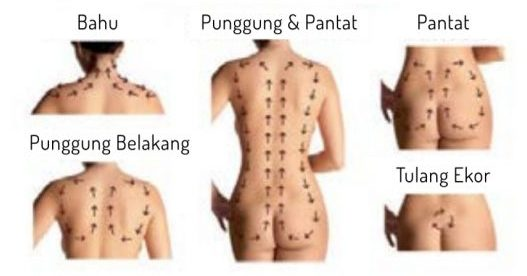 Bahu
Punggung & Pantat
Pantat
Punggung Belakang
Tulang Ekor